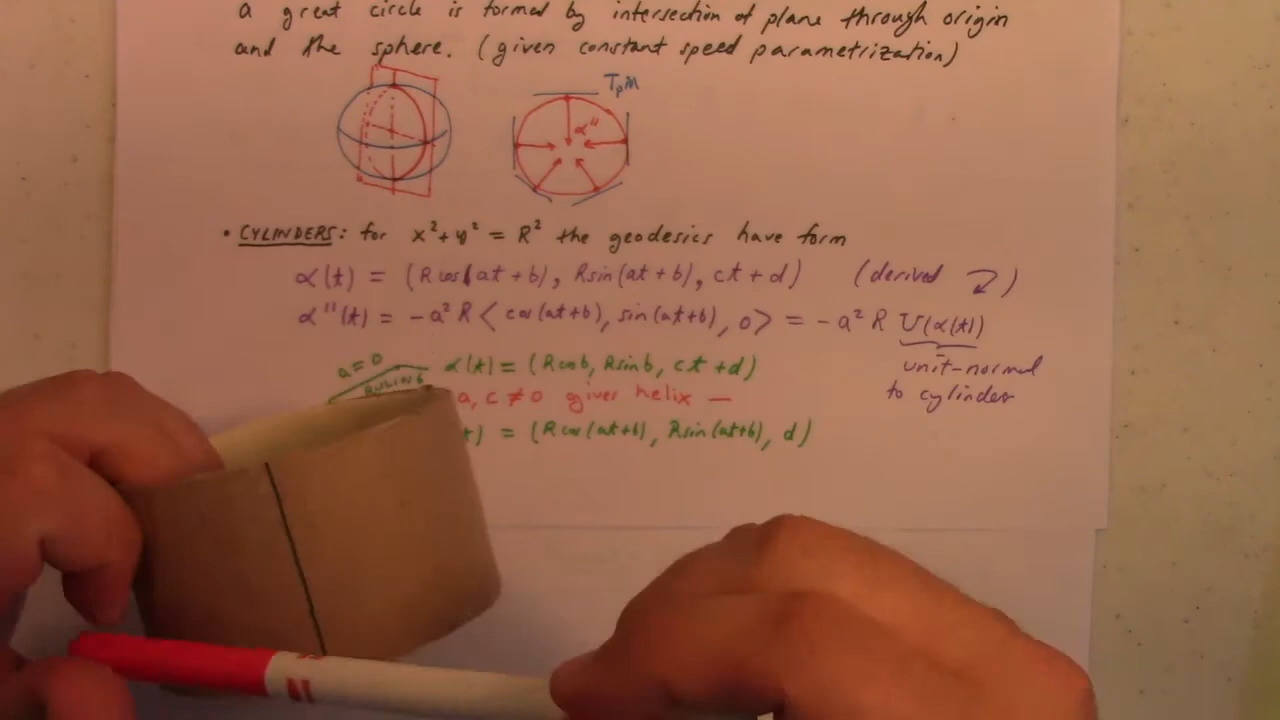 a great circle is formed by intersection of plane through origin
and the sphere. (given constant speed parametrization)
TₚM
α''
• CYLINDERS: for x² + y² = R² the geodesics have form
α(t) = (R cos(at + b), R sin(at + b), ct + d) (derived ⤵)
α''(t) = -a² R < cos(at+b), sin(at+b), 0 > = -a² R U(α(t))
unit-normal
to cylinder
a = 0
RULING
α(t) = (R cos b, R sin b, ct + d)
a, c ≠ 0 gives helix —
t) = (R cos(at+b), R sin(at+b), d)